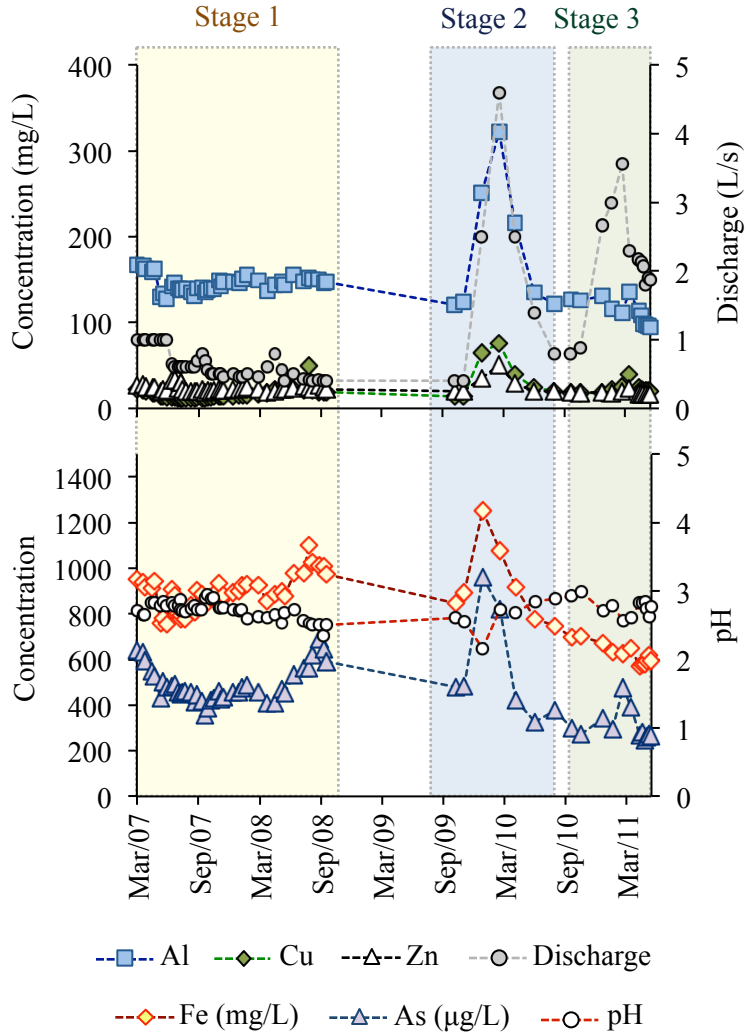 Stage 1 Stage 2 Stage 3
400 5
4
300
3
200
2
100
1
0 0
Concentration (mg/L)
Discharge (L/s)
5
1400
1200 4
1000
3
800
600 2
400
1
200
0 0
Concentration
pH
Mar/07 Sep/07 Mar/08 Sep/08 Mar/09 Sep/09 Mar/10 Sep/10 Mar/11
Al Cu Zn Discharge
Fe (mg/L) As (µg/L) pH